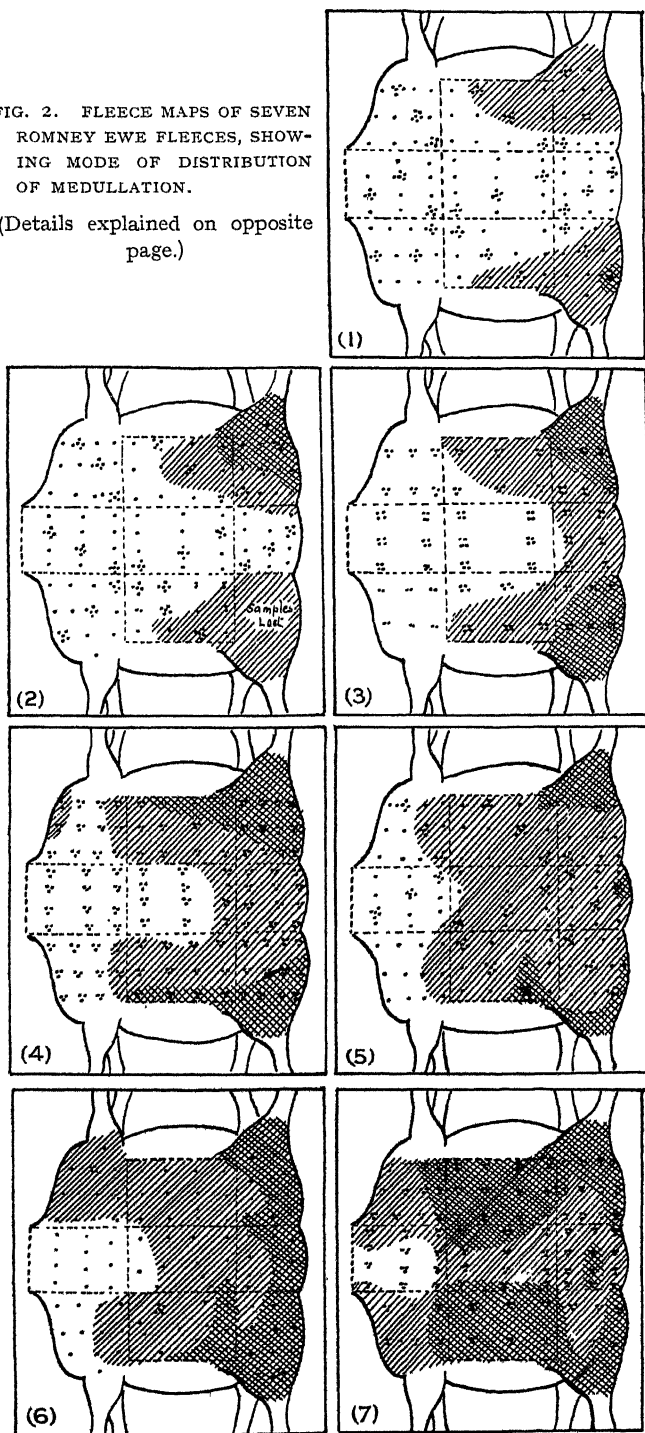 FIG. 2. FLEECE MAPS OF SEVEN
ROMNEY EWE FLEECES, SHOW-
ING MODE OF DISTRIBUTION
OF MEDULLATION.
(Details explained on opposite
page.)
(1)
Samples
Lost
(2)
(3)
(4)
(5)
(6)
(7)